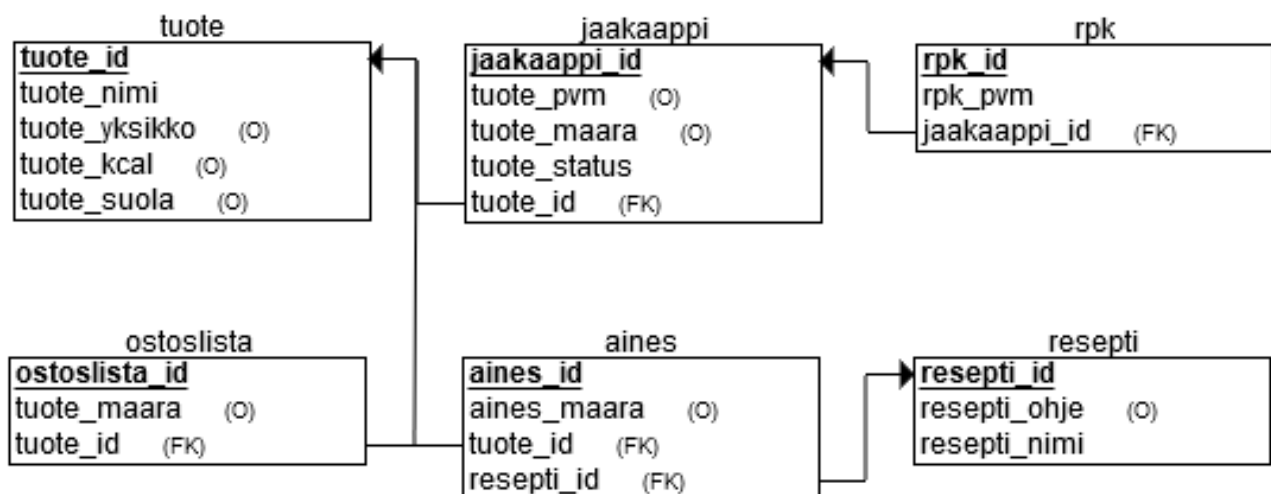 tuote
tuote_id
tuote_nimi
tuote_yksikko (O)
tuote_kcal (O)
tuote_suola (O)
jaakaappi
jaakaappi_id
tuote_pvm (O)
tuote_maara (O)
tuote_status
tuote_id (FK)
rpk
rpk_id
rpk_pvm
jaakaappi_id (FK)
ostoslista
ostoslista_id
tuote_maara (O)
tuote_id (FK)
aines
aines_id
aines_maara (O)
tuote_id (FK)
resepti_id (FK)
resepti
resepti_id
resepti_ohje (O)
resepti_nimi